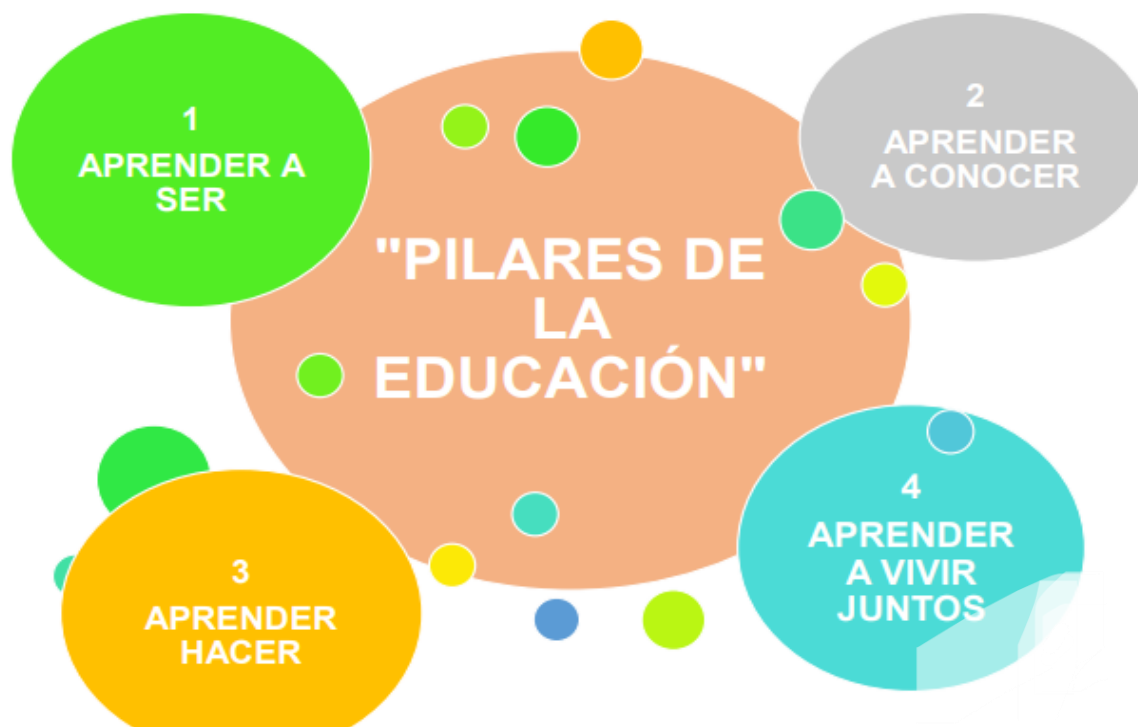 1
APRENDER A
SER
2
APRENDER
A CONOCER
"PILARES DE
LA
EDUCACIÓN"
3
APRENDER
HACER
4
APRENDER
A VIVIR
JUNTOS